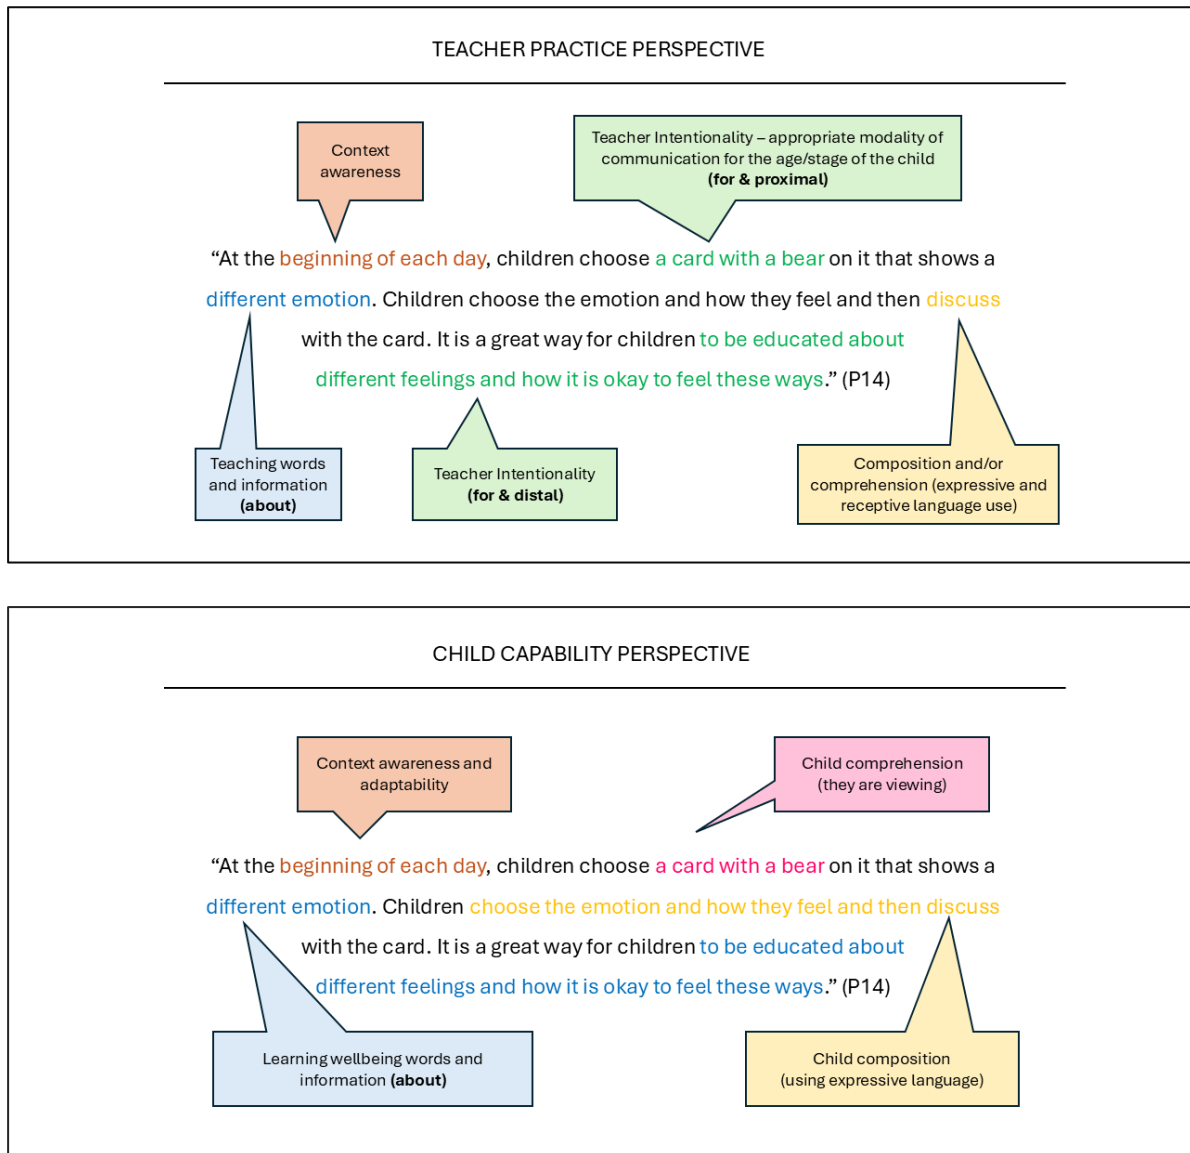 TEACHER PRACTICE PERSPECTIVE
Context
awareness
Teacher Intentionality – appropriate modality of
communication for the age/stage of the child
(for & proximal)
“At the beginning of each day, children choose a card with a bear on it that shows a
different emotion. Children choose the emotion and how they feel and then discuss
with the card. It is a great way for children to be educated about
different feelings and how it is okay to feel these ways.” (P14)
Teaching words
and information
(about)
Teacher Intentionality
(for & distal)
Composition and/or
comprehension (expressive and
receptive language use)
CHILD CAPABILITY PERSPECTIVE
Context awareness and
adaptability
Child comprehension
(they are viewing)
“At the beginning of each day, children choose a card with a bear on it that shows a
different emotion. Children choose the emotion and how they feel and then discuss
with the card. It is a great way for children to be educated about
different feelings and how it is okay to feel these ways.” (P14)
Learning wellbeing words and
information (about)
Child composition
(using expressive language)